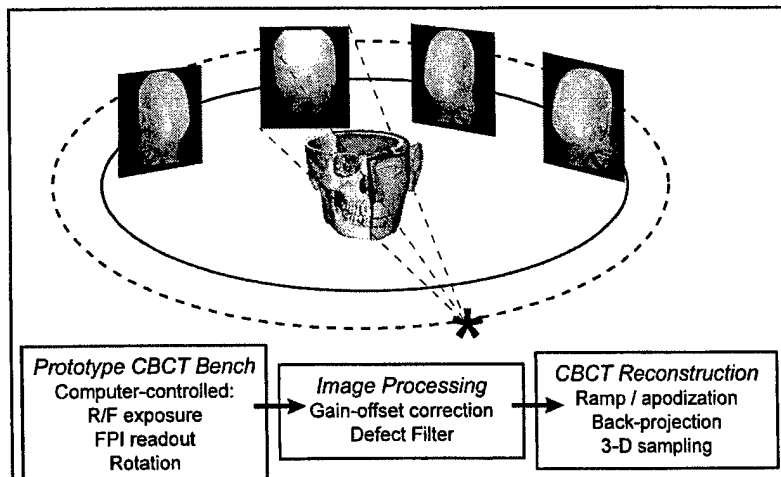 Prototype CBCT Bench
Computer-controlled:
R/F exposure
FPI readout
Rotation
Image Processing
Gain-offset correction
Defect Filter
CBCT Reconstruction
Ramp / apodization
Back-projection
3-D sampling